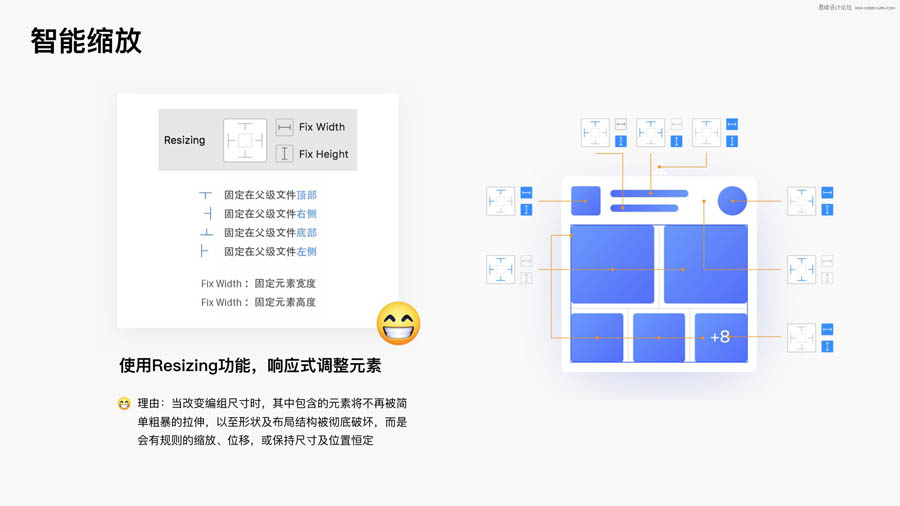 思缘设计论坛 WWW.MISSYUAN.COM
智能缩放
Resizing
Fix Width
Fix Height
固定在父级文件顶部
固定在父级文件右侧
固定在父级文件底部
固定在父级文件左侧
Fix Width：固定元素宽度
Fix Width：固定元素高度
使用Resizing功能，响应式调整元素
理由：当改变编组尺寸时，其中包含的元素将不再被简
单粗暴的拉伸，以至形状及布局结构被彻底破坏，而是
会有规则的缩放、位移，或保持尺寸及位置恒定
+8